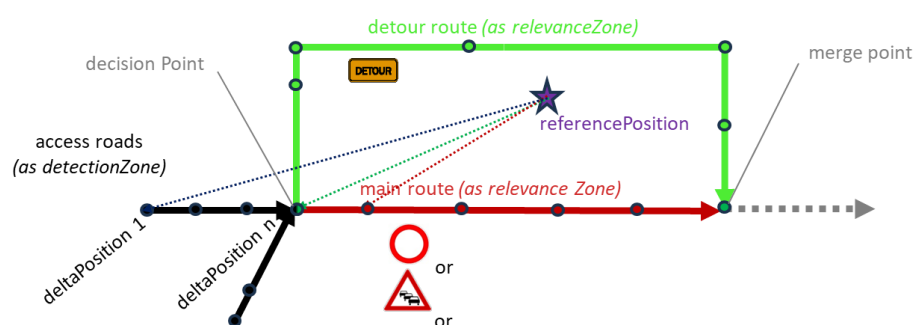 detour route (as relevanceZone)
decision Point
merge point
DETOUR
referencePosition
access roads
(as detectionZone)
main route (as relevance Zone)
deltaPosition 1
deltaPosition n
or
or